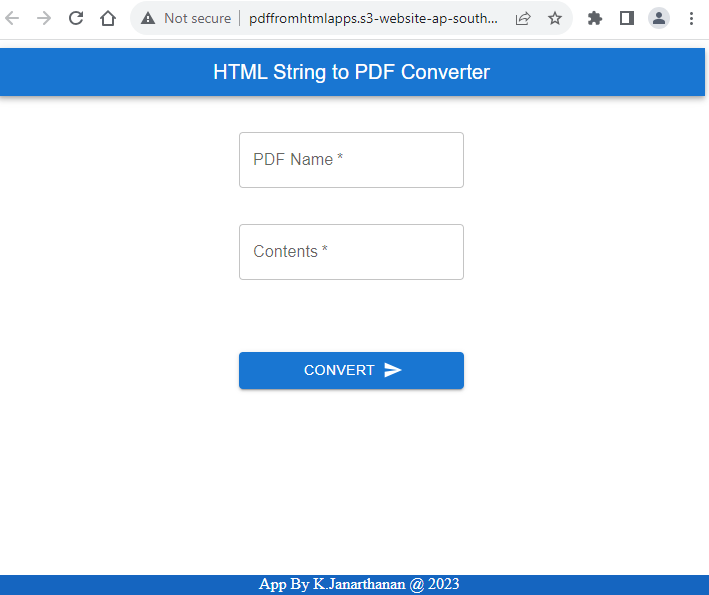 Not secure
pdffromhtmlapps.s3-website-ap-south...
HTML String to PDF Converter
PDF Name *
Contents *
CONVERT
App By K.Janarthanan @ 2023